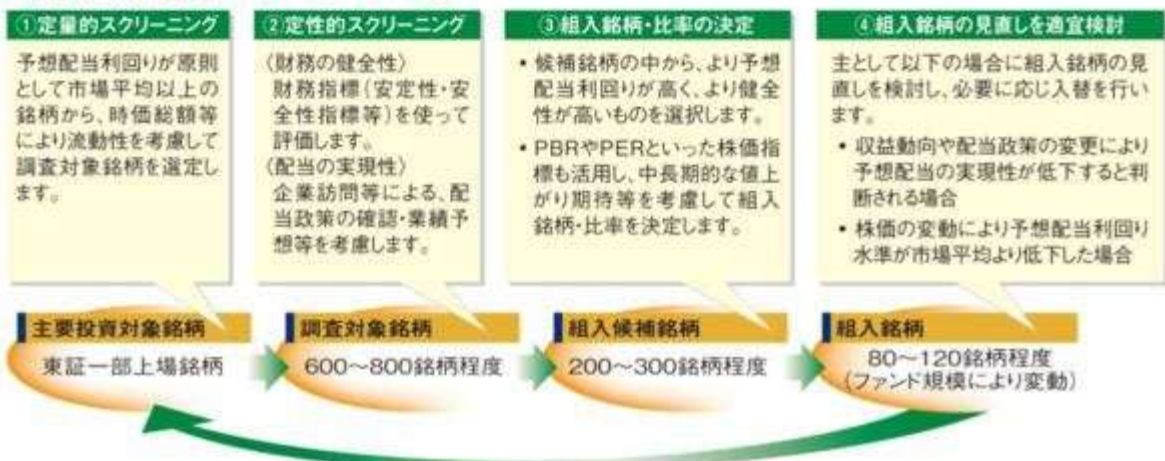 ①定量的スクリーニング
予想配当利回りが原則
として市場平均以上の
銘柄から、時価総額等
により流動性を考慮して
調査対象銘柄を選定し
ます。
②定性的スクリーニング
〈財務の健全性〉
財務指標(安定性・安
全性指標等)を使って
評価します。
〈配当の実現性〉
企業訪問等による、配
当政策の確認・業績予
想等を考慮します。
③組入銘柄・比率の決定
• 候補銘柄の中から、より予想
配当利回りが高く、より健全
性が高いものを選択します。
• PBRやPERといった株価指
標も活用し、中長期的な値上
がり期待等を考慮して組入
銘柄・比率を決定します。
④組入銘柄の見直しを適宜検討
主として以下の場合に組入銘柄の見
直しを検討し、必要に応じ入替を行い
ます。
• 収益動向や配当政策の変更により
予想配当の実現性が低下すると判
断される場合
• 株価の変動により予想配当利回り
水準が市場平均より低下した場合
主要投資対象銘柄
東証一部上場銘柄
調査対象銘柄
600〜800銘柄程度
組入候補銘柄
200〜300銘柄程度
組入銘柄
80〜120銘柄程度
(ファンド規模により変動)